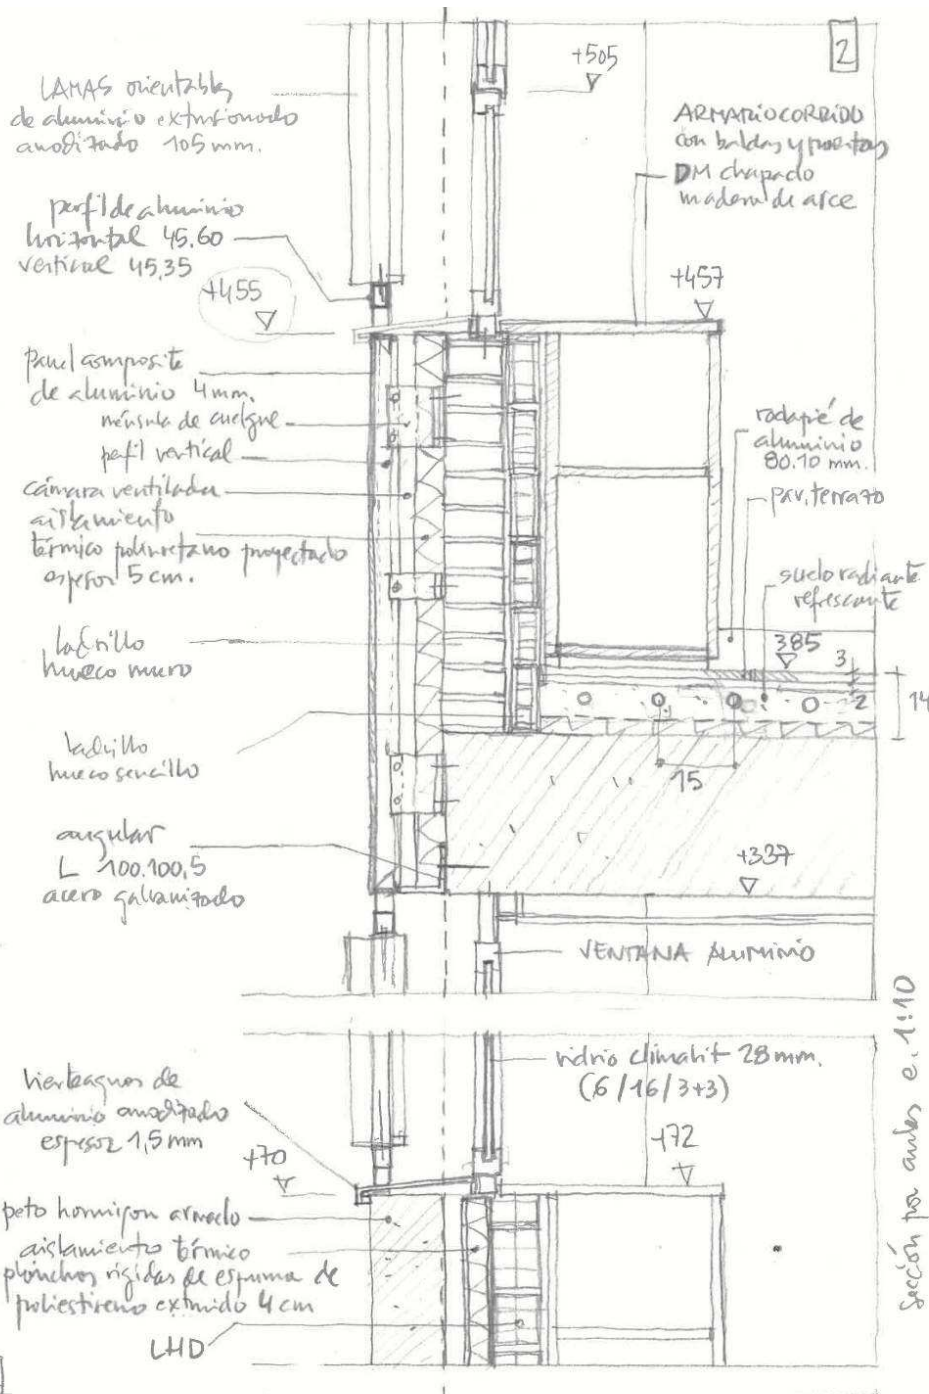 2
+505
LAMAS orientables
de aluminio extrusionado
anodizado 105 mm.
ARMARIO CORRIDO
con baldas y puertas
DM chapado
madera de arce
perfil de aluminio
horizontal 45.60
vertical 45.35
+455
+457
panel composite
de aluminio 4 mm.
ménsula de cuelgue
perfil vertical
cámara ventilada
aislamiento
térmico poliuretano proyectado
espesor 5 cm.
rodapié de
aluminio
80.10 mm.
pav. terrazo
suelo radiante
refrescante
385
3
2
14
15
ladrillo
hueco muro
ladrillo
hueco sencillo
angular
L 100.100.5
acero galvanizado
+337
VENTANA ALUMINIO
sección por aulas e. 1:10
vidrio climalit 28 mm.
(6/16/3+3)
vierteaguas de
aluminio anodizado
espesor 1,5 mm
+70
+72
peto hormigon armado
aislamiento térmico
planchas rígidas de espuma de
poliestireno extruido 4 cm
LHD